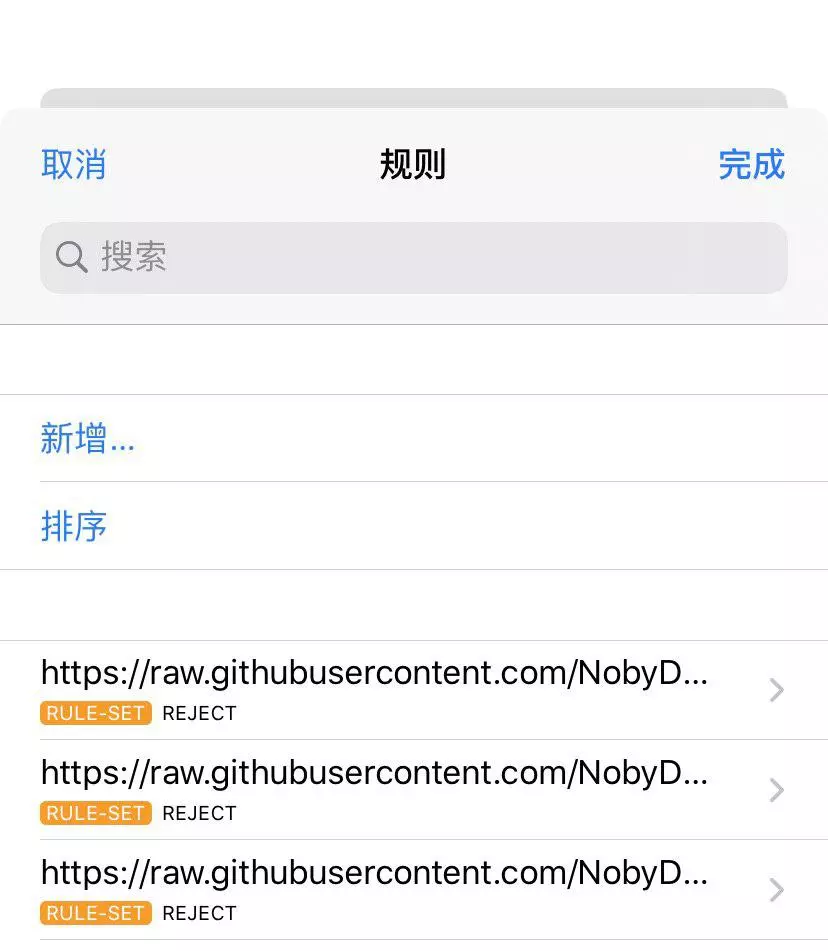 取消 规则 完成
搜索
新增...
排序
https://raw.githubusercontent.com/NobyD...
RULE-SET REJECT
https://raw.githubusercontent.com/NobyD...
RULE-SET REJECT
https://raw.githubusercontent.com/NobyD...
RULE-SET REJECT